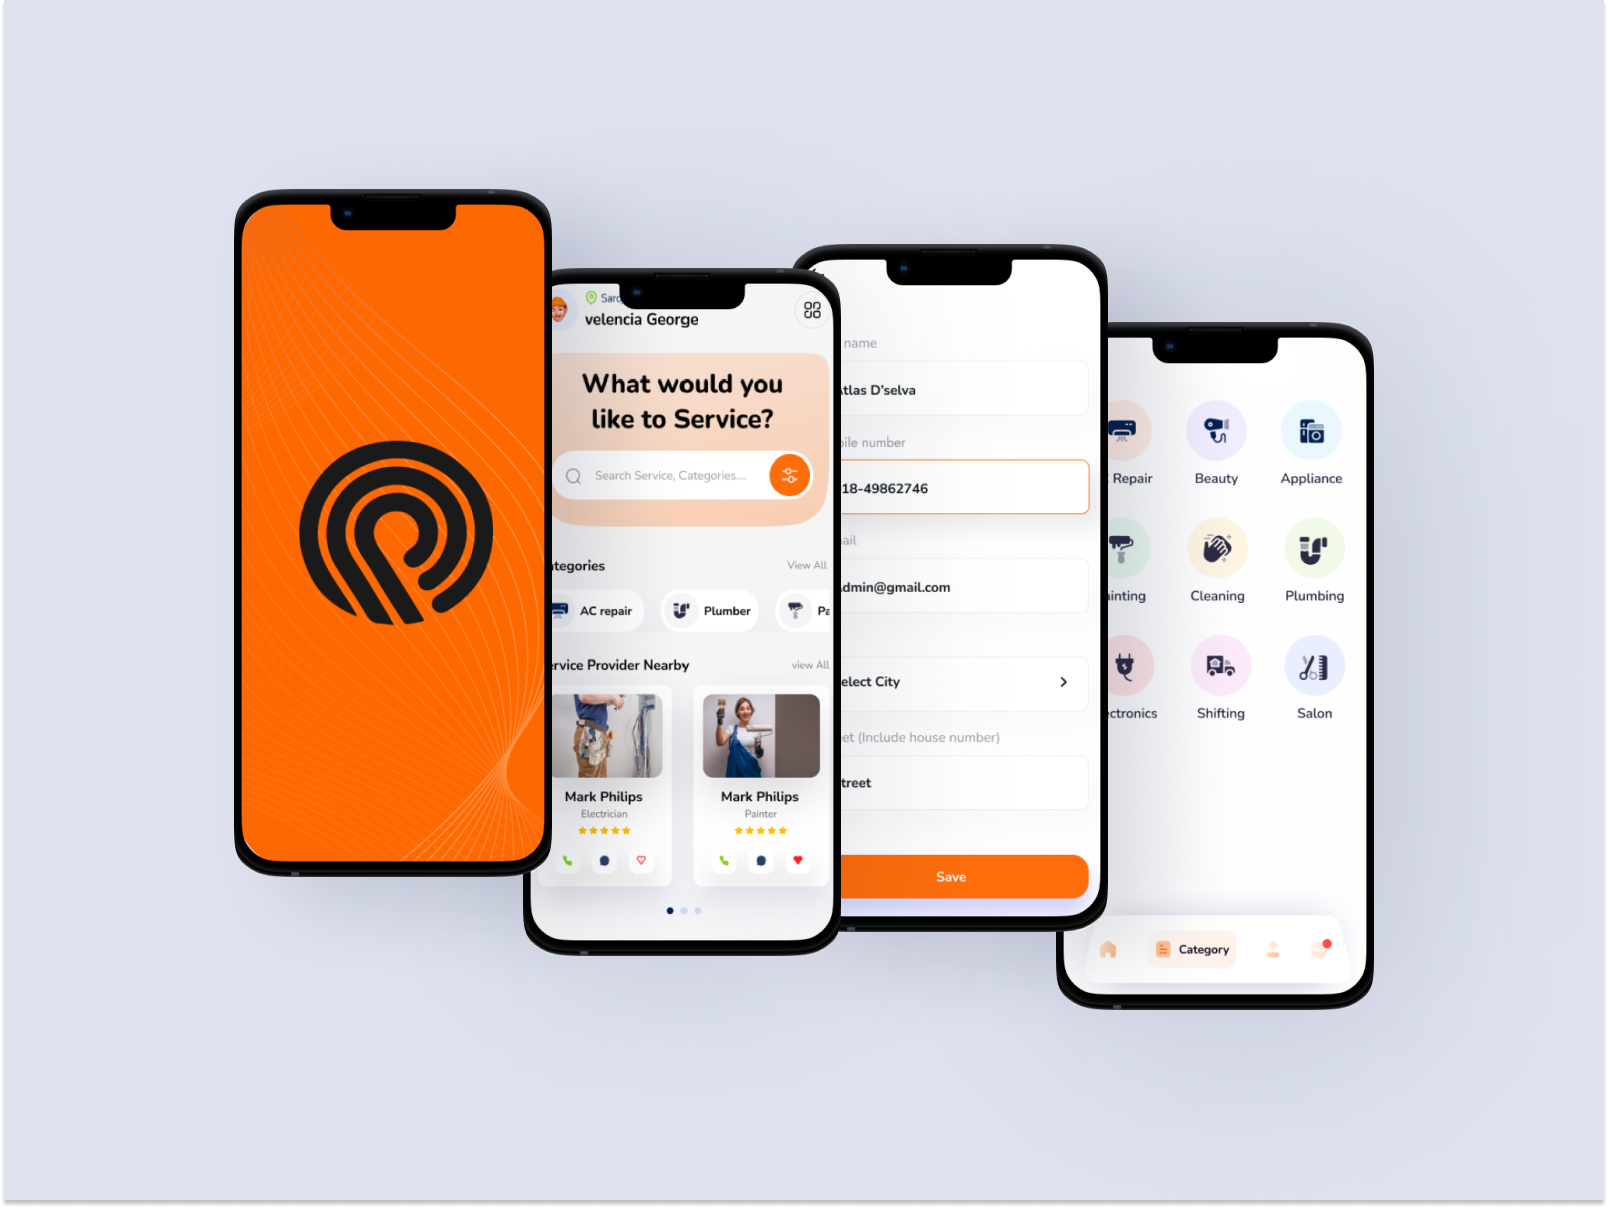 velencia George
What would you
like to Service?
Search Service, Categories....
tegories
View All
AC repair
Plumber
Pa
rvice Provider Nearby
view All
Mark Philips
Electrician
Mark Philips
Painter
name
tlas D'selva
ile number
18-49862746
ail
dmin@gmail.com
elect City
et (Include house number)
treet
Save
Repair
Beauty
Appliance
inting
Cleaning
Plumbing
ctronics
Shifting
Salon
Category